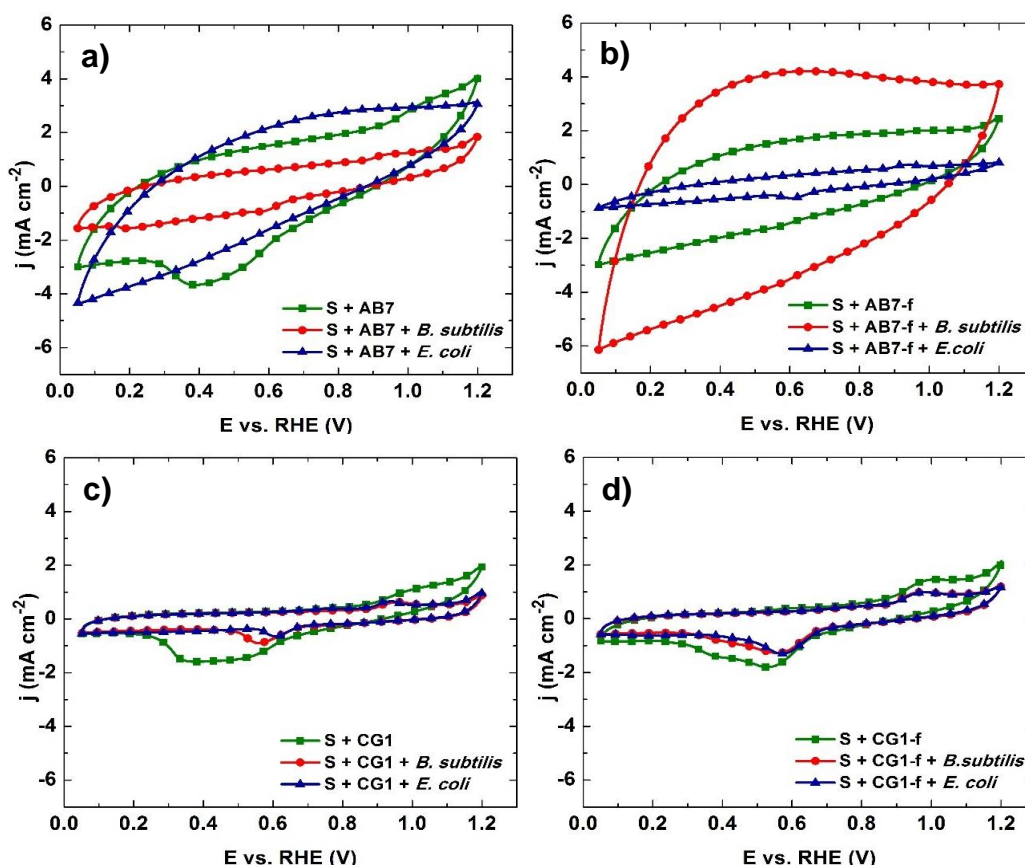 a)
6
4
2
0
-2
-4
-6
j (mA cm-2)
S + AB7
S + AB7 + B. subtilis
S + AB7 + E. coli
0.0 0.2 0.4 0.6 0.8 1.0 1.2
E vs. RHE (V)
b)
6
4
2
0
-2
-4
-6
j (mA cm-2)
S + AB7-f
S + AB7-f + B. subtilis
S + AB7-f + E.coli
0.0 0.2 0.4 0.6 0.8 1.0 1.2
E vs. RHE (V)
c)
6
4
2
0
-2
-4
-6
j (mA cm-2)
S + CG1
S + CG1 + B. subtilis
S + CG1 + E. coli
0.0 0.2 0.4 0.6 0.8 1.0 1.2
E vs. RHE (V)
d)
6
4
2
0
-2
-4
-6
j (mA cm-2)
S + CG1-f
S + CG1-f + B.subtilis
S + CG1-f + E. coli
0.0 0.2 0.4 0.6 0.8 1.0 1.2
E vs. RHE (V)